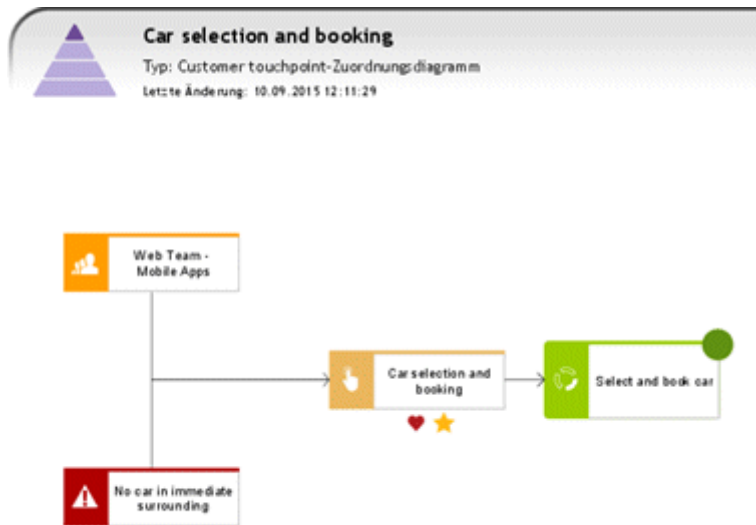 Car selection and booking
Typ: Customer touchpoint-Zuordnungsdiagramm
Letzte Änderung: 10.09.2015 12:11:29
Web Team -
Mobile Apps
Car selection and
booking
Select and book car
No car in immediate
surrounding